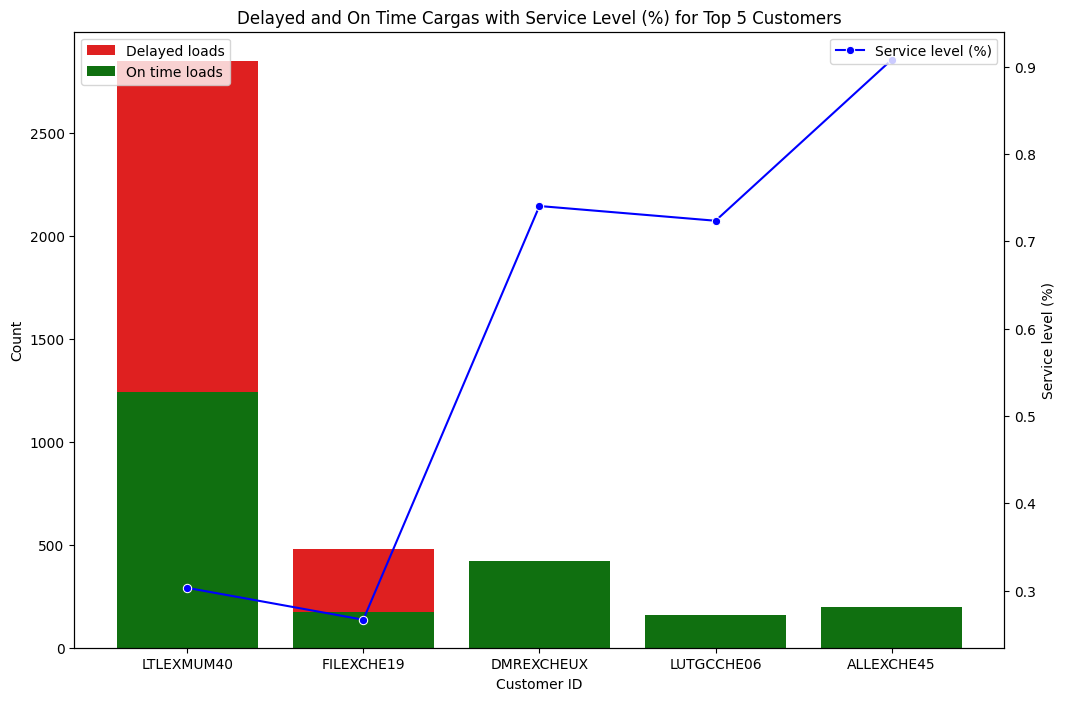 Delayed and On Time Cargas with Service Level (%) for Top 5 Customers
Delayed loads
On time loads
Service level (%)
2500
2000
1500
1000
500
0
Count
0.9
0.8
0.7
0.6
0.5
0.4
0.3
Service level (%)
LTLEXMUM40
FILEXCHE19
DMREXCHEUX
LUTGCCHE06
ALLEXCHE45
Customer ID